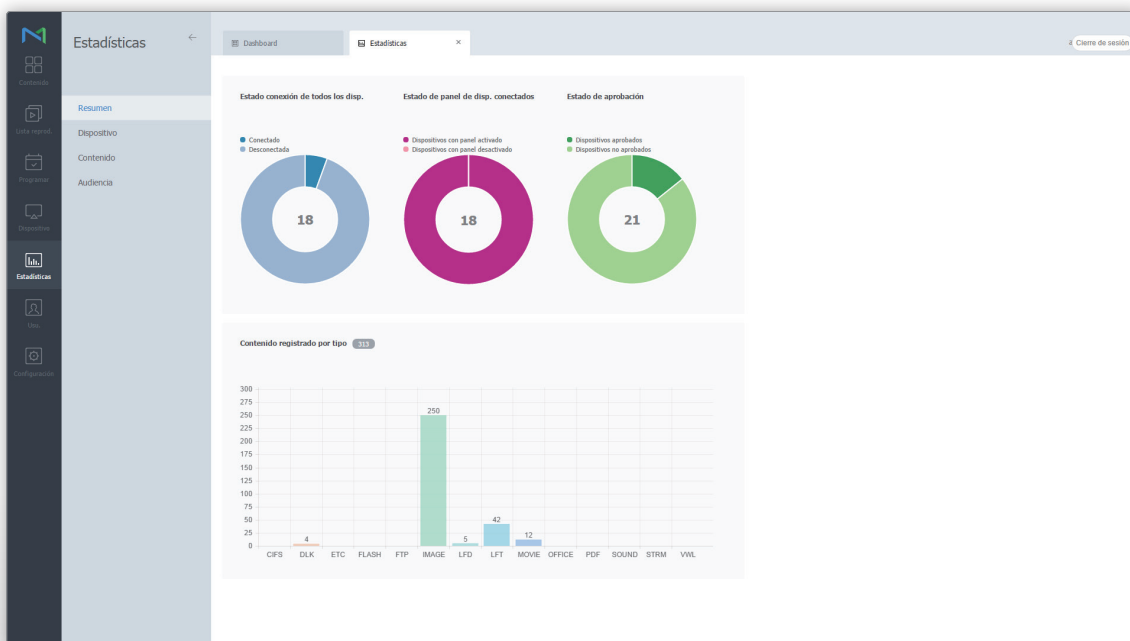 Estadísticas ←
Dashboard
Estadísticas ×
Cierre de sesión
Contenido
Lista reprod.
Programar
Dispositivo
Estadísticas
Usu.
Configuración
Resumen
Dispositivo
Contenido
Audiencia
Estado conexión de todos los disp.
Conectado
Desconectada
18
Estado de panel de disp. conectados
Dispositivos con panel activado
Dispositivos con panel desactivado
18
Estado de aprobación
Dispositivos aprobados
Dispositivos no aprobados
21
Contenido registrado por tipo 313
300
275
250
225
200
175
150
125
100
75
50
25
0
4
250
5
42
12
CIFS DLK ETC FLASH FTP IMAGE LFD LFT MOVIE OFFICE PDF SOUND STRM VWL